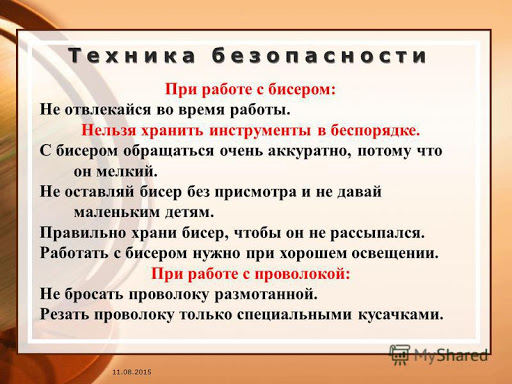 Техника безопасности
При работе с бисером:
Не отвлекайся во время работы.
Нельзя хранить инструменты в беспорядке.
С бисером обращаться очень аккуратно, потому что
он мелкий.
Не оставляй бисер без присмотра и не давай
маленьким детям.
Правильно храни бисер, чтобы он не рассыпался.
Работать с бисером нужно при хорошем освещении.
При работе с проволокой:
Не бросать проволоку размотанной.
Резать проволоку только специальными кусачками.
MyShared
11.08.2015